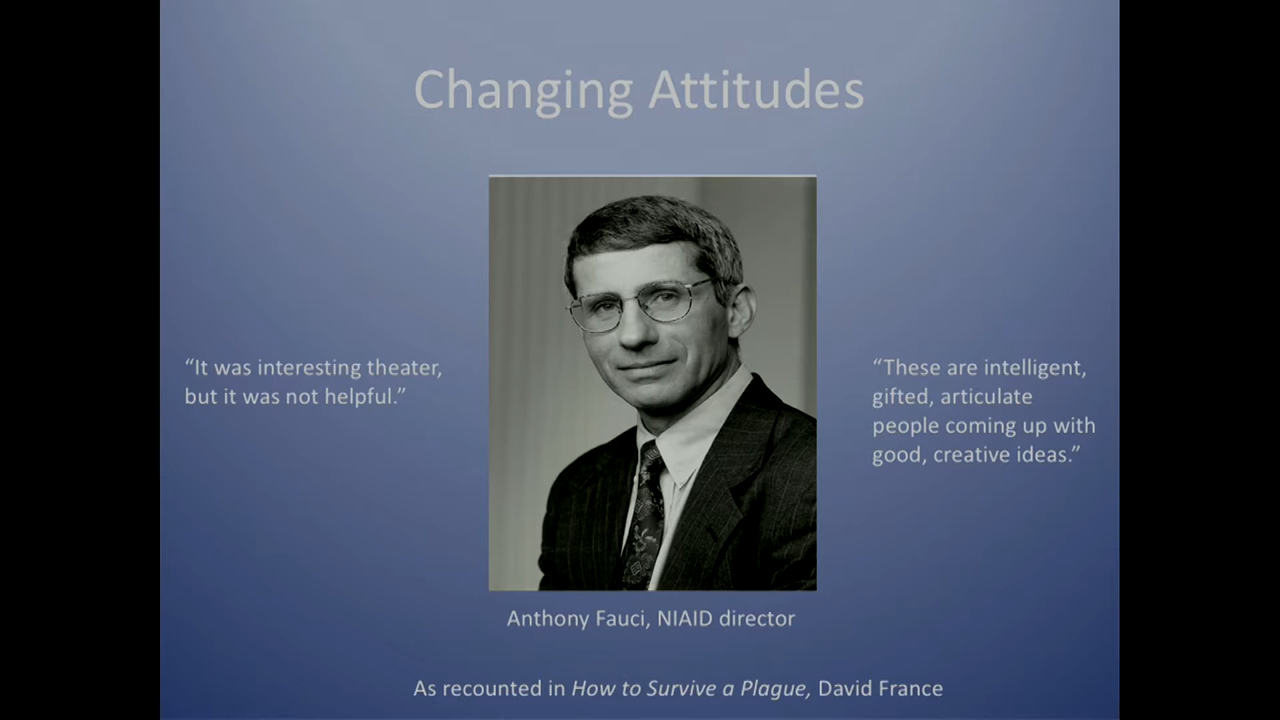 Changing Attitudes
“It was interesting theater,
but it was not helpful.”
“These are intelligent,
gifted, articulate
people coming up with
good, creative ideas.”
Anthony Fauci, NIAID director
As recounted in How to Survive a Plague, David France